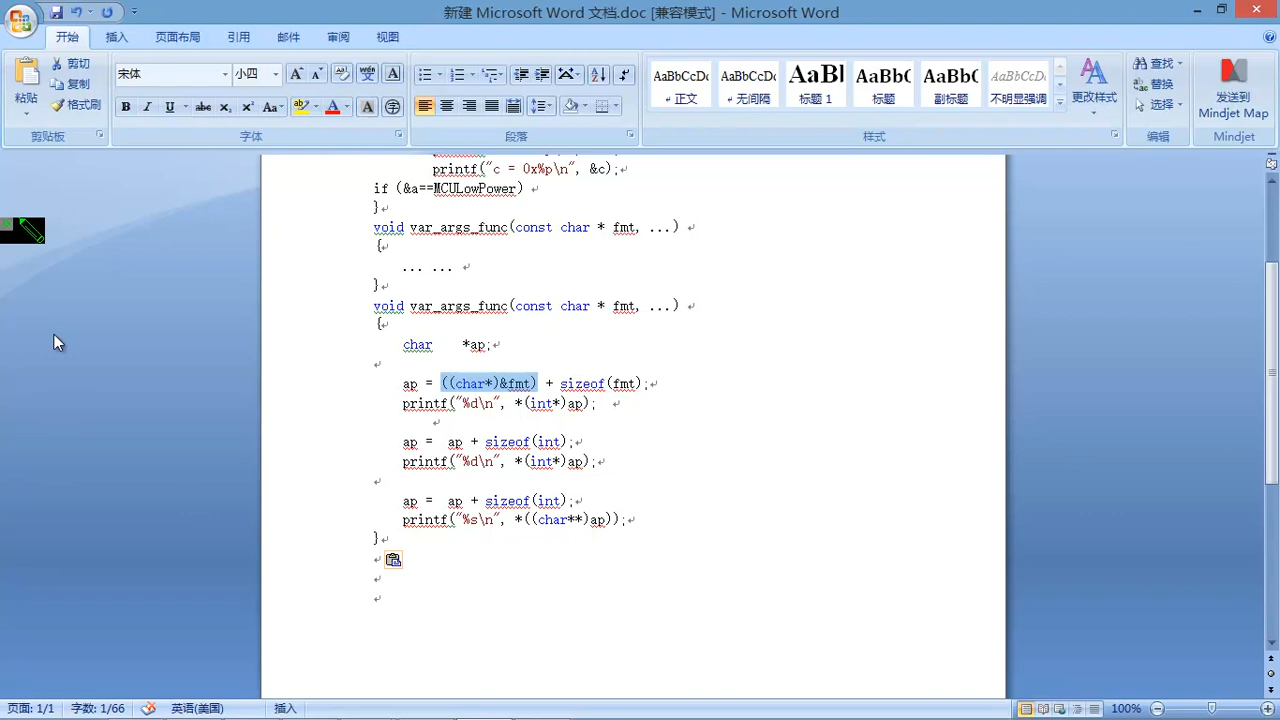 新建 Microsoft Word 文档.doc [兼容模式] - Microsoft Word
开始 插入 页面布局 引用 邮件 审阅 视图
粘贴 剪切 复制 格式刷
剪贴板
宋体 小四
字体
段落
AaBbCcDc AaBbCcDc AaBl AaBbCc AaBbCc AaBbCcDc
正文 无间隔 标题 1 标题 副标题 不明显强调
更改样式
样式
查找 替换 选择
编辑
发送到 Mindjet Map
Mindjet
printf("c = 0x%p\n", &c);
if (&a==MCULowPower)
}
void var_args_func(const char * fmt, ...)
{
... ...
}
void var_args_func(const char * fmt, ...)
{
char *ap;
ap = ((char*)&fmt) + sizeof(fmt);
printf("%d\n", *(int*)ap);
ap = ap + sizeof(int);
printf("%d\n", *(int*)ap);
ap = ap + sizeof(int);
printf("%s\n", *((char**)ap));
}
页面: 1/1 字数: 1/66 英语(美国) 插入 100%